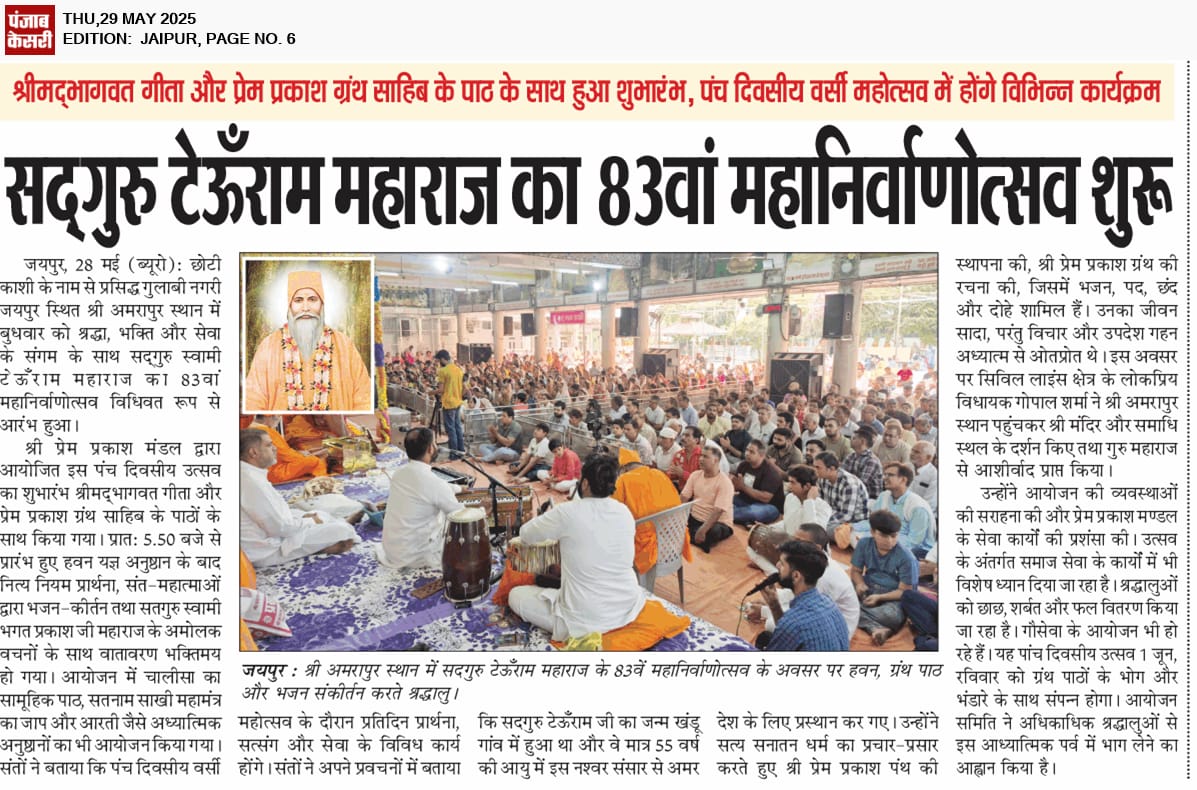 पंजाब
केसरी
THU,29 MAY 2025
EDITION: JAIPUR, PAGE NO. 6
श्रीमद्भागवत गीता और प्रेम प्रकाश ग्रंथ साहिब के पाठ के साथ हुआ शुभारंभ, पंच दिवसीय वर्सी महोत्सव में होंगे विभिन्न कार्यक्रम
सद्गुरु टेऊँराम महाराज का 83वां महानिर्वाणोत्सव शुरू
जयपुर, 28 मई (ब्यूरो): छोटी
काशी के नाम से प्रसिद्ध गुलाबी नगरी
जयपुर स्थित श्री अमरापुर स्थान में
बुधवार को श्रद्धा, भक्ति और सेवा
के संगम के साथ सद्गुरु स्वामी
टेऊँराम महाराज का 83वां
महानिर्वाणोत्सव विधिवत रूप से
आरंभ हुआ।
श्री प्रेम प्रकाश मंडल द्वारा
आयोजित इस पंच दिवसीय उत्सव
का शुभारंभ श्रीमद्भागवत गीता और
प्रेम प्रकाश ग्रंथ साहिब के पाठों के
साथ किया गया। प्रात: 5.50 बजे से
प्रारंभ हुए हवन यज्ञ अनुष्ठान के बाद
नित्य नियम प्रार्थना, संत-महात्माओं
द्वारा भजन-कीर्तन तथा सतगुरु स्वामी
भगत प्रकाश जी महाराज के अमोलक
वचनों के साथ वातावरण भक्तिमय
हो गया। आयोजन में चालीसा का
सामूहिक पाठ, सतनाम साखी महामंत्र
का जाप और आरती जैसे अध्यात्मिक
अनुष्ठानों का भी आयोजन किया गया।
संतों ने बताया कि पंच दिवसीय वर्सी
जयपुर : श्री अमरापुर स्थान में सदगुरु टेऊँराम महाराज के 83वें महानिर्वाणोत्सव के अवसर पर हवन, ग्रंथ पाठ
और भजन संकीर्तन करते श्रद्धालु।
महोत्सव के दौरान प्रतिदिन प्रार्थना,
सत्संग और सेवा के विविध कार्य
होंगे। संतों ने अपने प्रवचनों में बताया
कि सदगुरु टेऊँराम जी का जन्म खंडू
गांव में हुआ था और वे मात्र 55 वर्ष
की आयु में इस नश्वर संसार से अमर
देश के लिए प्रस्थान कर गए। उन्होंने
सत्य सनातन धर्म का प्रचार-प्रसार
करते हुए श्री प्रेम प्रकाश पंथ की
स्थापना की, श्री प्रेम प्रकाश ग्रंथ की
रचना की, जिसमें भजन, पद, छंद
और दोहे शामिल हैं। उनका जीवन
सादा, परंतु विचार और उपदेश गहन
अध्यात्म से ओतप्रोत थे। इस अवसर
पर सिविल लाइंस क्षेत्र के लोकप्रिय
विधायक गोपाल शर्मा ने श्री अमरापुर
स्थान पहुंचकर श्री मंदिर और समाधि
स्थल के दर्शन किए तथा गुरु महाराज
से आशीर्वाद प्राप्त किया।
उन्होंने आयोजन की व्यवस्थाओं
की सराहना की और प्रेम प्रकाश मण्डल
के सेवा कार्यों की प्रशंसा की। उत्सव
के अंतर्गत समाज सेवा के कार्यों में भी
विशेष ध्यान दिया जा रहा है। श्रद्धालुओं
को छाछ, शर्बत और फल वितरण किया
जा रहा है। गौसेवा के आयोजन भी हो
रहे हैं। यह पांच दिवसीय उत्सव 1 जून,
रविवार को ग्रंथ पाठों के भोग और
भंडारे के साथ संपन्न होगा। आयोजन
समिति ने अधिकाधिक श्रद्धालुओं से
इस आध्यात्मिक पर्व में भाग लेने का
आह्वान किया है।